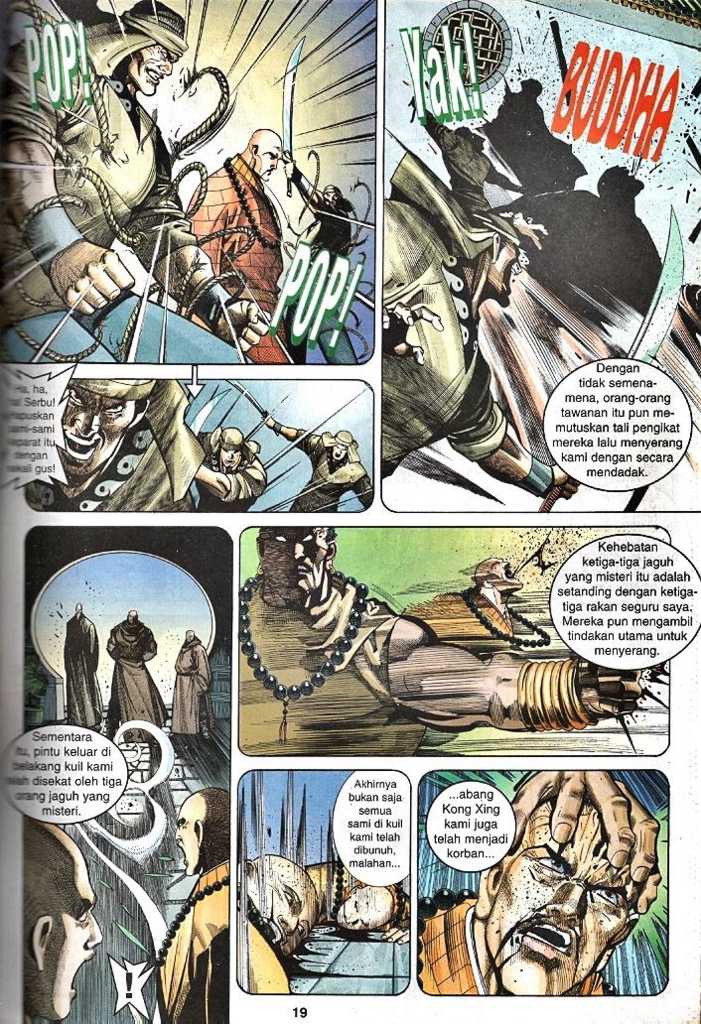 POP!
POP!
Yak!
BUDDHA
Dengan
tidak semena-
mena, orang-orang
tawanan itu pun me-
mutuskan tali pengikat
mereka lalu menyerang
kami dengan secara
mendadak.
Ha, ha,
Serbu!
itu
dengan
gus!
Sementara
itu, pintu keluar di
belakang kuil kami
telah disekat oleh tiga
orang jaguh yang
misteri.
!
Kehebatan
ketiga-tiga jaguh
yang misteri itu adalah
setanding dengan ketiga-
tiga rakan seguru saya.
Mereka pun mengambil
tindakan utama untuk
menyerang.
Akhirnya
bukan saja
semua
sami di kuil
kami telah
dibunuh,
malahan...
...abang
Kong Xing
kami juga
telah menjadi
korban...
19